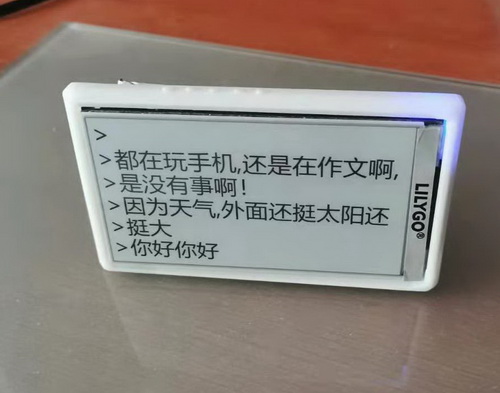 >
>都在玩手机,还是在作文啊,
>是没有事啊!
>因为天气,外面还挺太阳还
>挺大
>你好你好
LILYGO®